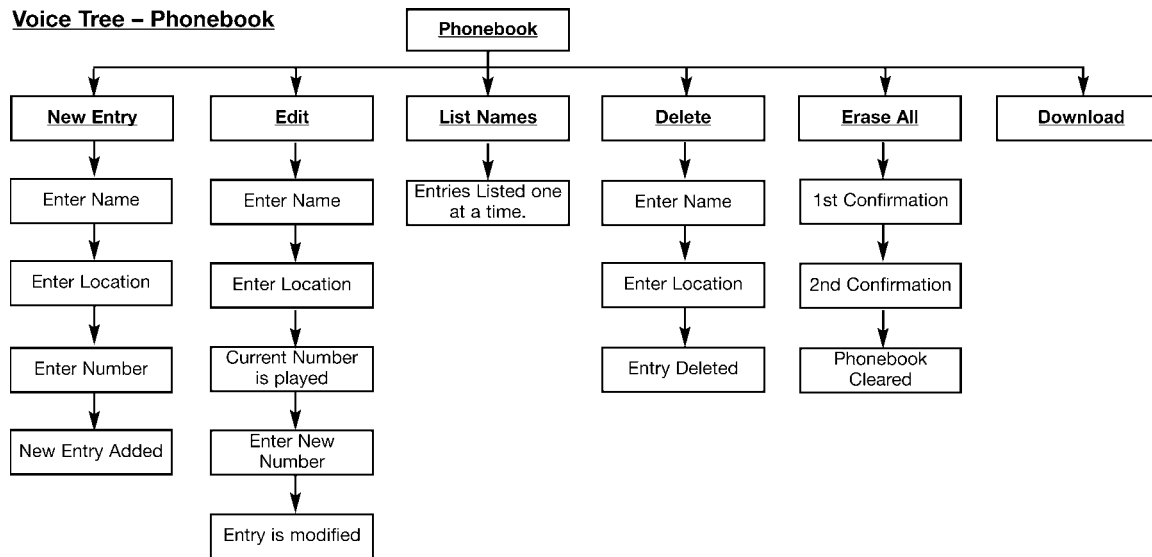 Voice Tree – Phonebook
Phonebook
New Entry
Edit
List Names
Delete
Erase All
Download
Enter Name
Enter Name
Entries Listed one
at a time.
Enter Name
1st Confirmation
Enter Location
Enter Location
Enter Location
2nd Confirmation
Enter Number
Current Number
is played
Entry Deleted
Phonebook
Cleared
New Entry Added
Enter New
Number
Entry is modified